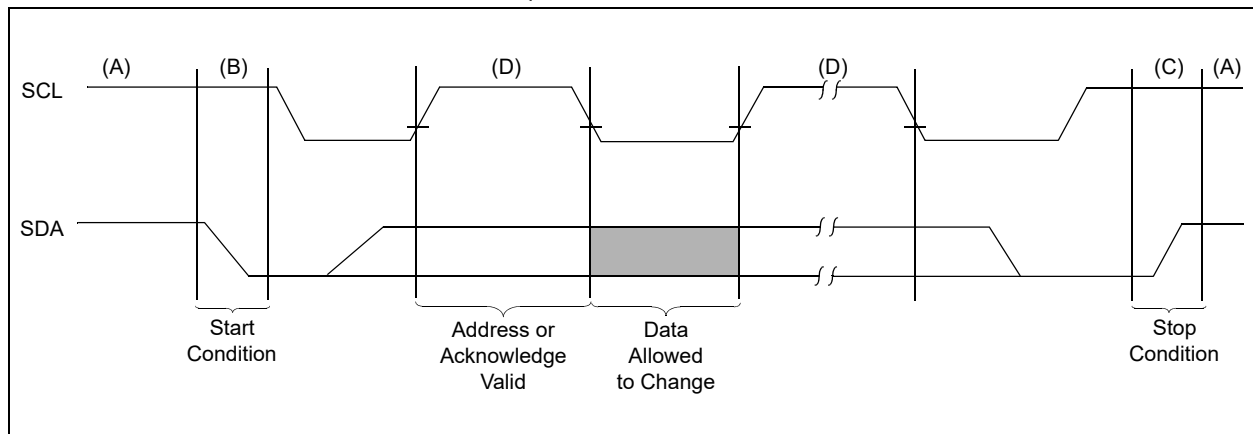 (A) (B) (D) (D) (C) (A)
SCL
SDA
Start
Condition
Address or
Acknowledge
Valid
Data
Allowed
to Change
Stop
Condition